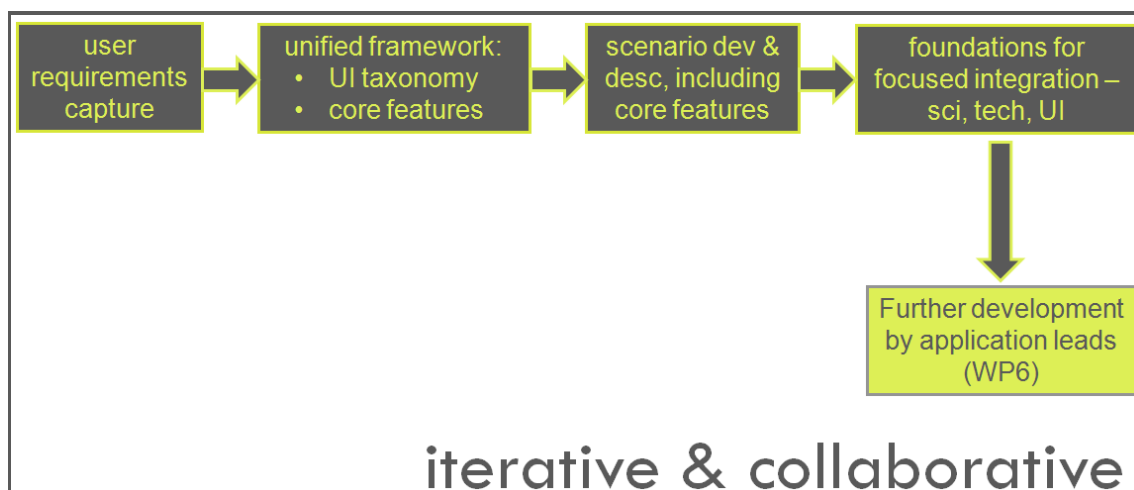 user
requirements
capture
unified framework:
• UI taxonomy
• core features
scenario dev &
desc, including
core features
foundations for
focused integration –
sci, tech, UI
Further development
by application leads
(WP6)
iterative & collaborative